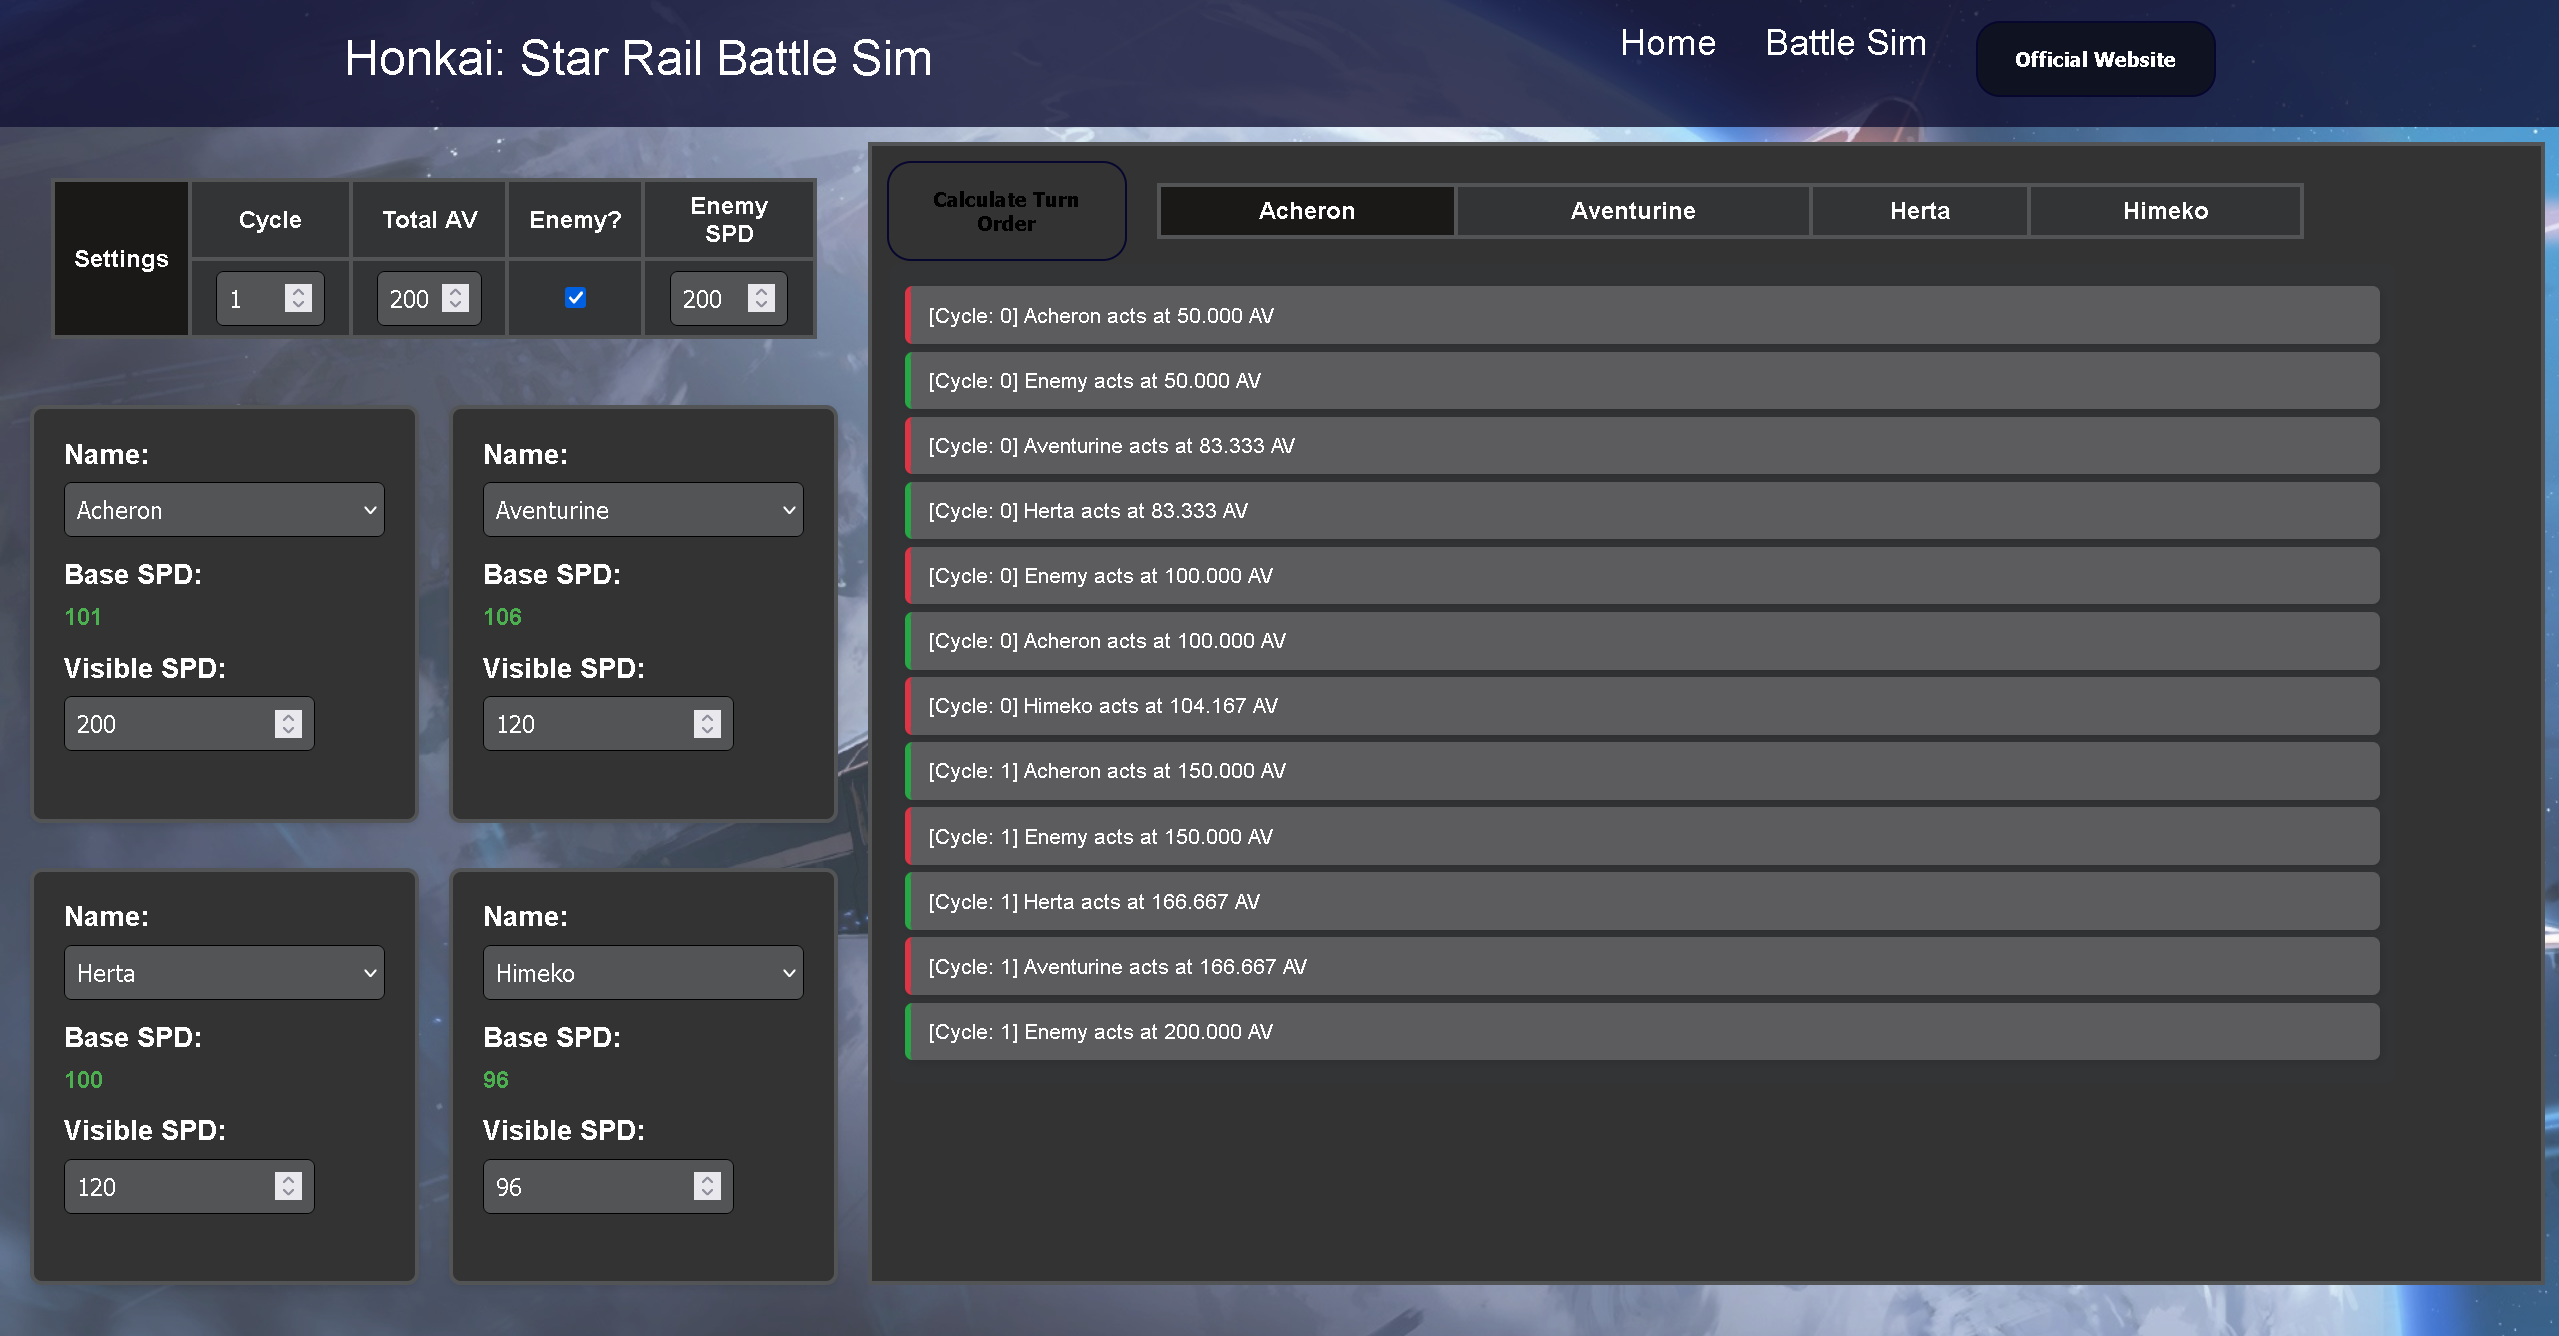 Honkai: Star Rail Battle Sim
Home
Battle Sim
Official Website
Settings
Cycle
Total AV
Enemy?
Enemy
SPD
1
200
200
Name:
Acheron
Base SPD:
101
Visible SPD:
200
Name:
Aventurine
Base SPD:
106
Visible SPD:
120
Name:
Herta
Base SPD:
100
Visible SPD:
120
Name:
Himeko
Base SPD:
96
Visible SPD:
96
Calculate Turn
Order
Acheron
Aventurine
Herta
Himeko
[Cycle: 0] Acheron acts at 50.000 AV
[Cycle: 0] Enemy acts at 50.000 AV
[Cycle: 0] Aventurine acts at 83.333 AV
[Cycle: 0] Herta acts at 83.333 AV
[Cycle: 0] Enemy acts at 100.000 AV
[Cycle: 0] Acheron acts at 100.000 AV
[Cycle: 0] Himeko acts at 104.167 AV
[Cycle: 1] Acheron acts at 150.000 AV
[Cycle: 1] Enemy acts at 150.000 AV
[Cycle: 1] Herta acts at 166.667 AV
[Cycle: 1] Aventurine acts at 166.667 AV
[Cycle: 1] Enemy acts at 200.000 AV